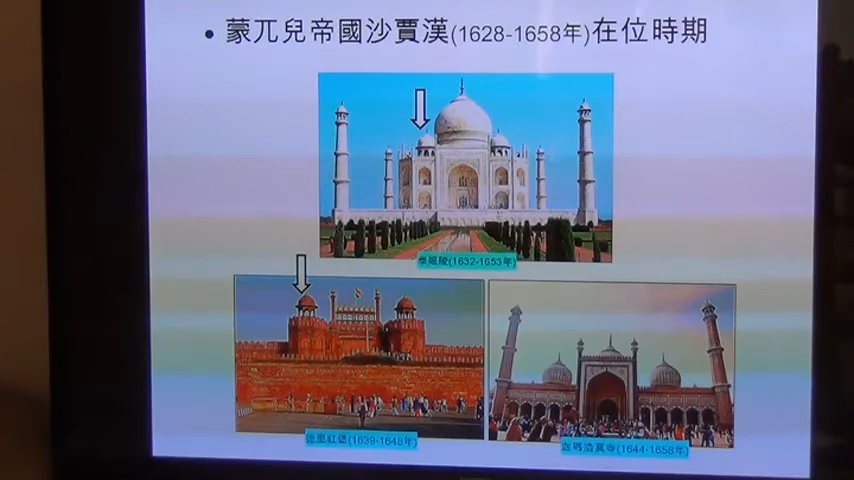 • 蒙兀兒帝國沙賈漢(1628-1658年)在位時期
泰姬陵(1632-1653年)
德里紅堡(1639-1648年)
迦瑪清真寺(1644-1658年)